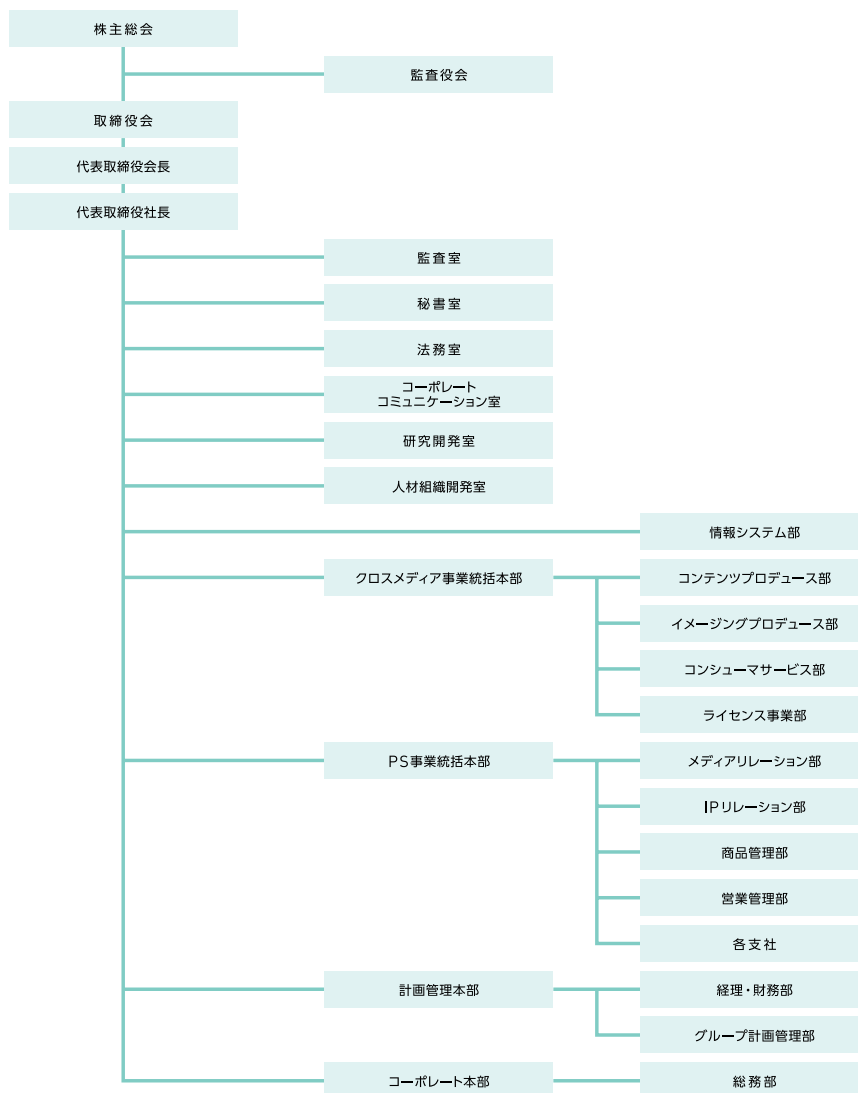 株主総会
監査役会
取締役会
代表取締役会長
代表取締役社長
監査室
秘書室
法務室
コーポレート
コミュニケーション室
研究開発室
人材組織開発室
情報システム部
クロスメディア事業統括本部
コンテンツプロデュース部
イメージングプロデュース部
コンシューマサービス部
ライセンス事業部
PS事業統括本部
メディアリレーション部
IPリレーション部
商品管理部
営業管理部
各支社
計画管理本部
経理・財務部
グループ計画管理部
コーポレート本部
総務部